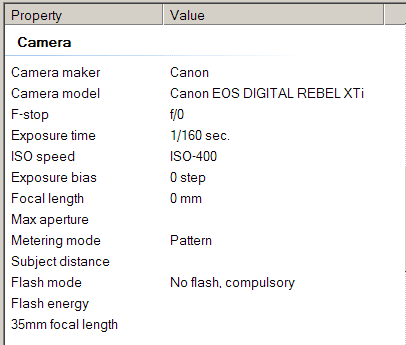 Property Value
Camera
Camera maker Canon
Camera model Canon EOS DIGITAL REBEL XTi
F-stop f/0
Exposure time 1/160 sec.
ISO speed ISO-400
Exposure bias 0 step
Focal length 0 mm
Max aperture
Metering mode Pattern
Subject distance
Flash mode No flash, compulsory
Flash energy
35mm focal length